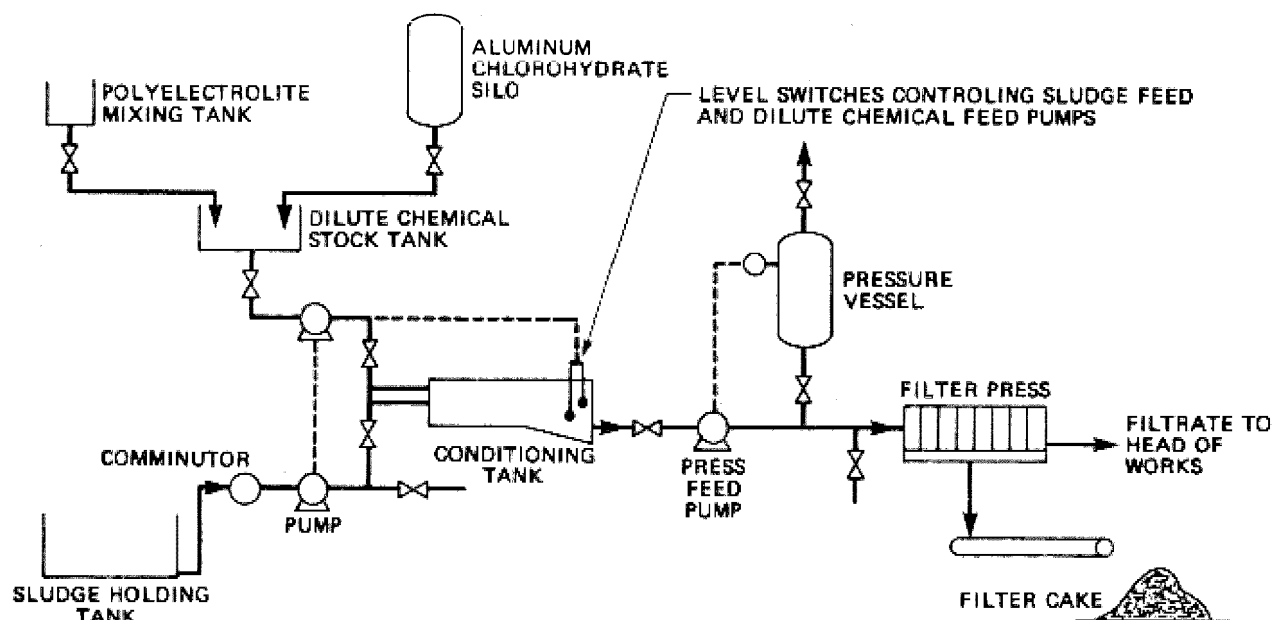 ALUMINUM
CHLOROHYDRATE
SILO
POLYELECTROLITE
MIXING TANK
LEVEL SWITCHES CONTROLING SLUDGE FEED
AND DILUTE CHEMICAL FEED PUMPS
DILUTE CHEMICAL
STOCK TANK
PRESSURE
VESSEL
FILTER PRESS
FILTRATE TO
HEAD OF
WORKS
CONDITIONING
TANK
COMMINUTOR
PRESS
FEED
PUMP
PUMP
SLUDGE HOLDING
TANK
FILTER CAKE